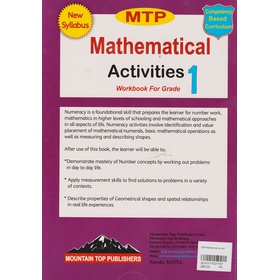 New
Syllabus
MTP
Competency
Based
Curriculum
Mathematical
Activities 1
Workbook For Grade
Numeracy is a foundational skill that prepares the learner for number work,
mathematics in higher levels of schooling and mathematical approaches
in all aspects of life. Numeracy activities involve identification and value
placement of mathematical numerals, basic mathematical operations as
well as measuring and describing shapes.
After use of this book, the learner will be able to;
*Demonstrate mastery of Number concepts by working out problems
in day to day life.
* Apply measurement skills to find solutions to problems in a variety
of contexts.
* Describe properties of Geometrical shapes and spatial relationships
in real life experiences
MOUNTAIN TOP PUBLISHERS
Mountain Top Publishers Ltd,